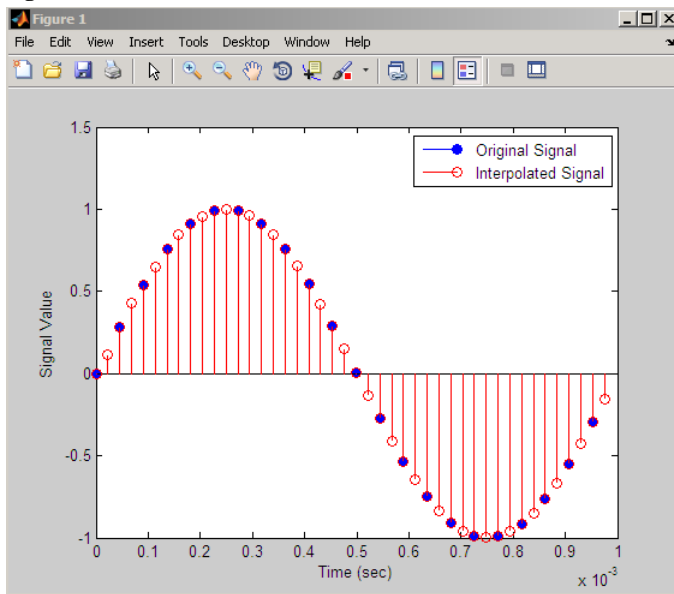 Figure 1
File Edit View Insert Tools Desktop Window Help
1.5
Original Signal
Interpolated Signal
1
0.5
0
-0.5
-1
Signal Value
0 0.1 0.2 0.3 0.4 0.5 0.6 0.7 0.8 0.9 1
Time (sec)
x 10⁻³